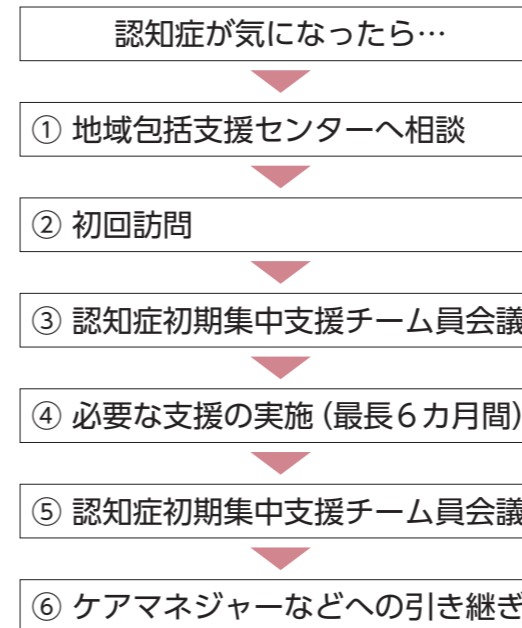 認知症が気になったら…
① 地域包括支援センターへ相談
② 初回訪問
③ 認知症初期集中支援チーム員会議
④ 必要な支援の実施（最長６カ月間）
⑤ 認知症初期集中支援チーム員会議
⑥ ケアマネジャーなどへの引き継ぎ